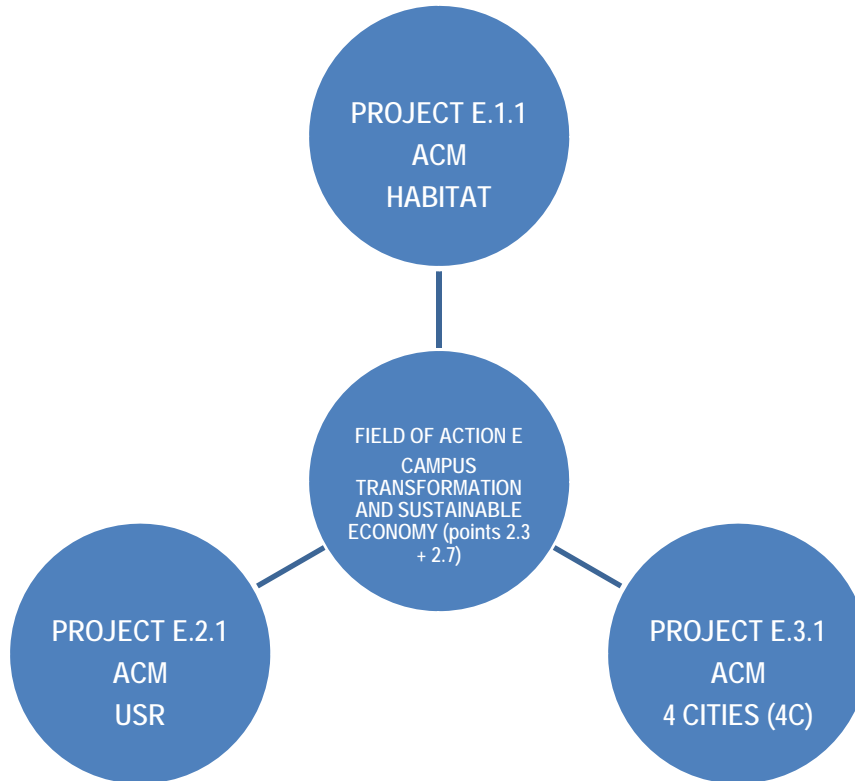 PROJECT E.1.1
ACM
HABITAT
FIELD OF ACTION E
CAMPUS
TRANSFORMATION
AND SUSTAINABLE
ECONOMY (points 2.3
+ 2.7)
PROJECT E.2.1
ACM
USR
PROJECT E.3.1
ACM
4 CITIES (4C)